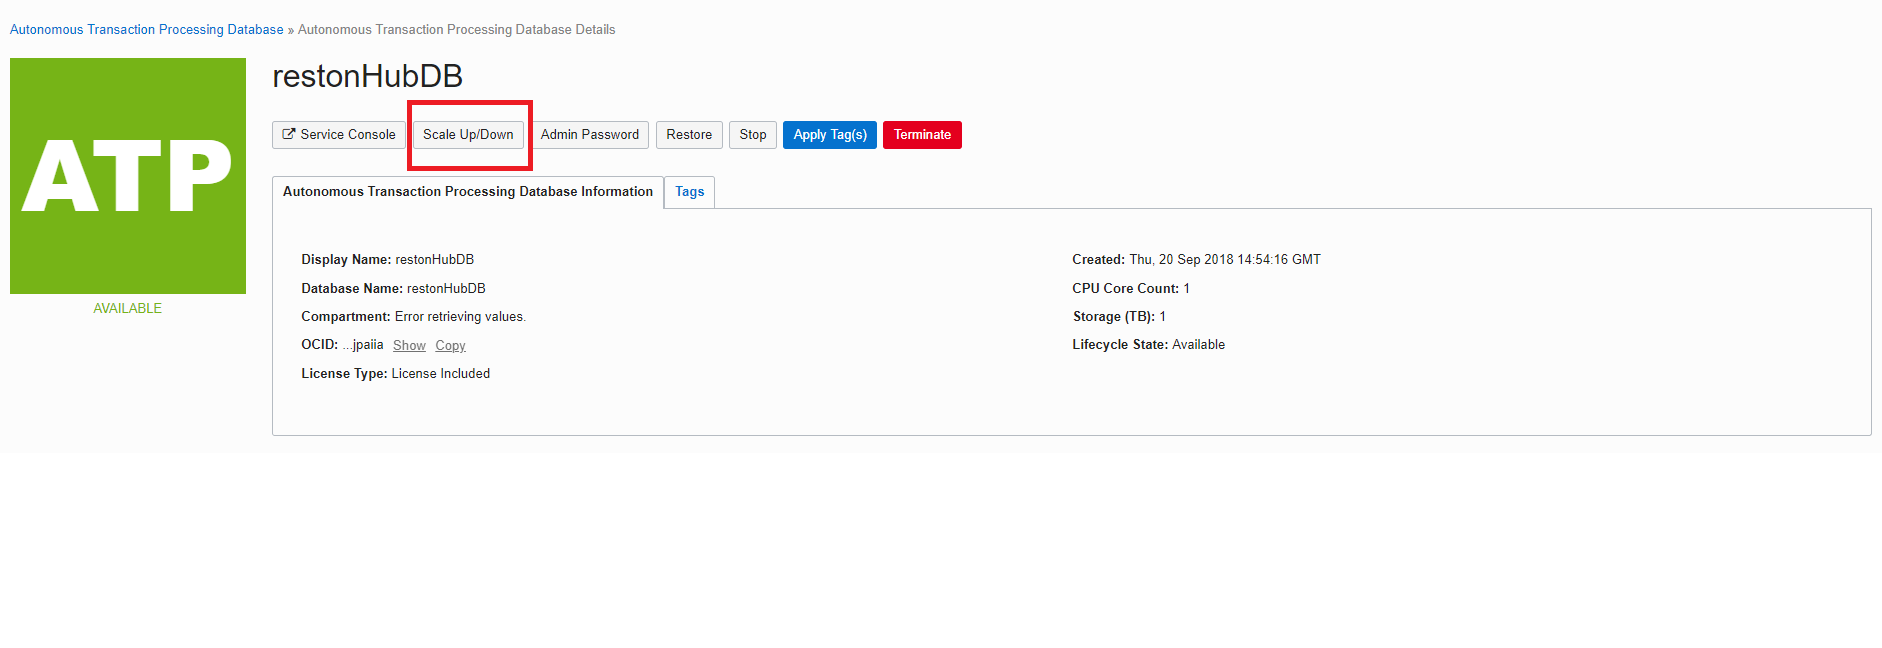 Autonomous Transaction Processing Database » Autonomous Transaction Processing Database Details
ATP
AVAILABLE
restonHubDB
Service Console Scale Up/Down Admin Password Restore Stop Apply Tag(s) Terminate
Autonomous Transaction Processing Database Information Tags
Display Name: restonHubDB
Database Name: restonHubDB
Compartment: Error retrieving values.
OCID: ...jpaiia Show Copy
License Type: License Included
Created: Thu, 20 Sep 2018 14:54:16 GMT
CPU Core Count: 1
Storage (TB): 1
Lifecycle State: Available